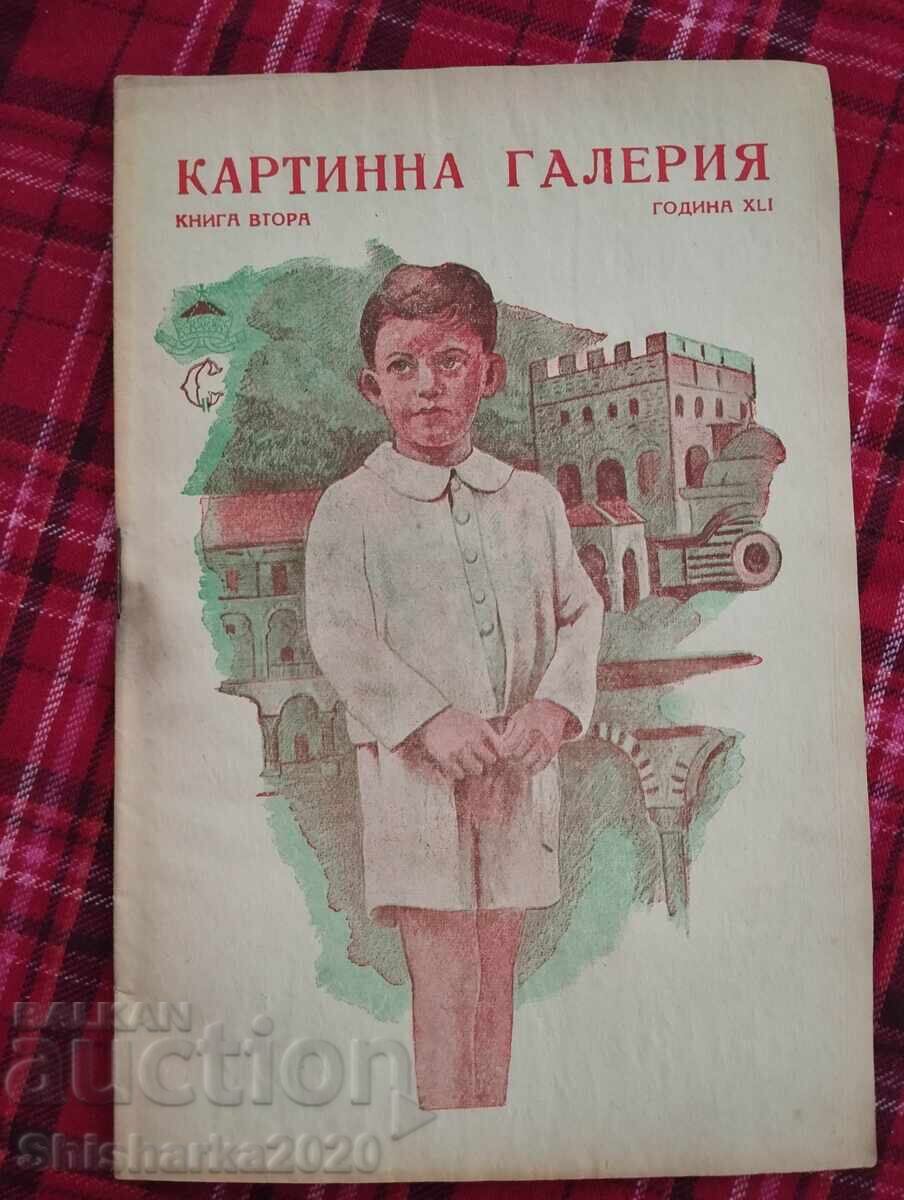 КАРТИННА ГАЛЕРИЯ
КНИГА ВТОРА
ГОДИНА XLI
BALKAN
auction
Shisharka2020